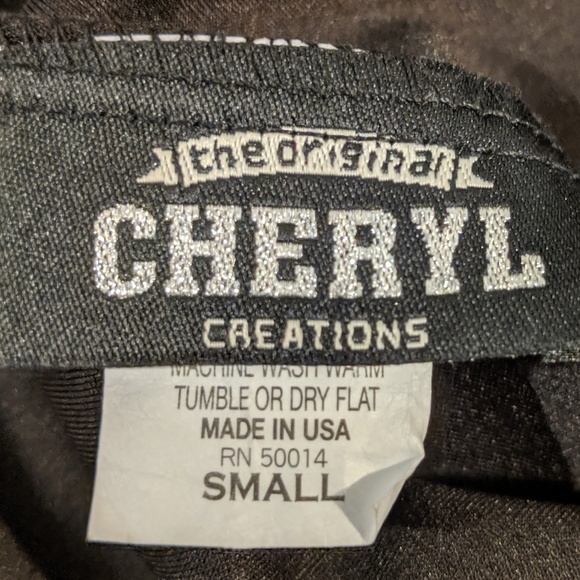 the original
CHERYL
CREATIONS
MACHINE WASH WARM
TUMBLE OR DRY FLAT
MADE IN USA
RN 50014
SMALL